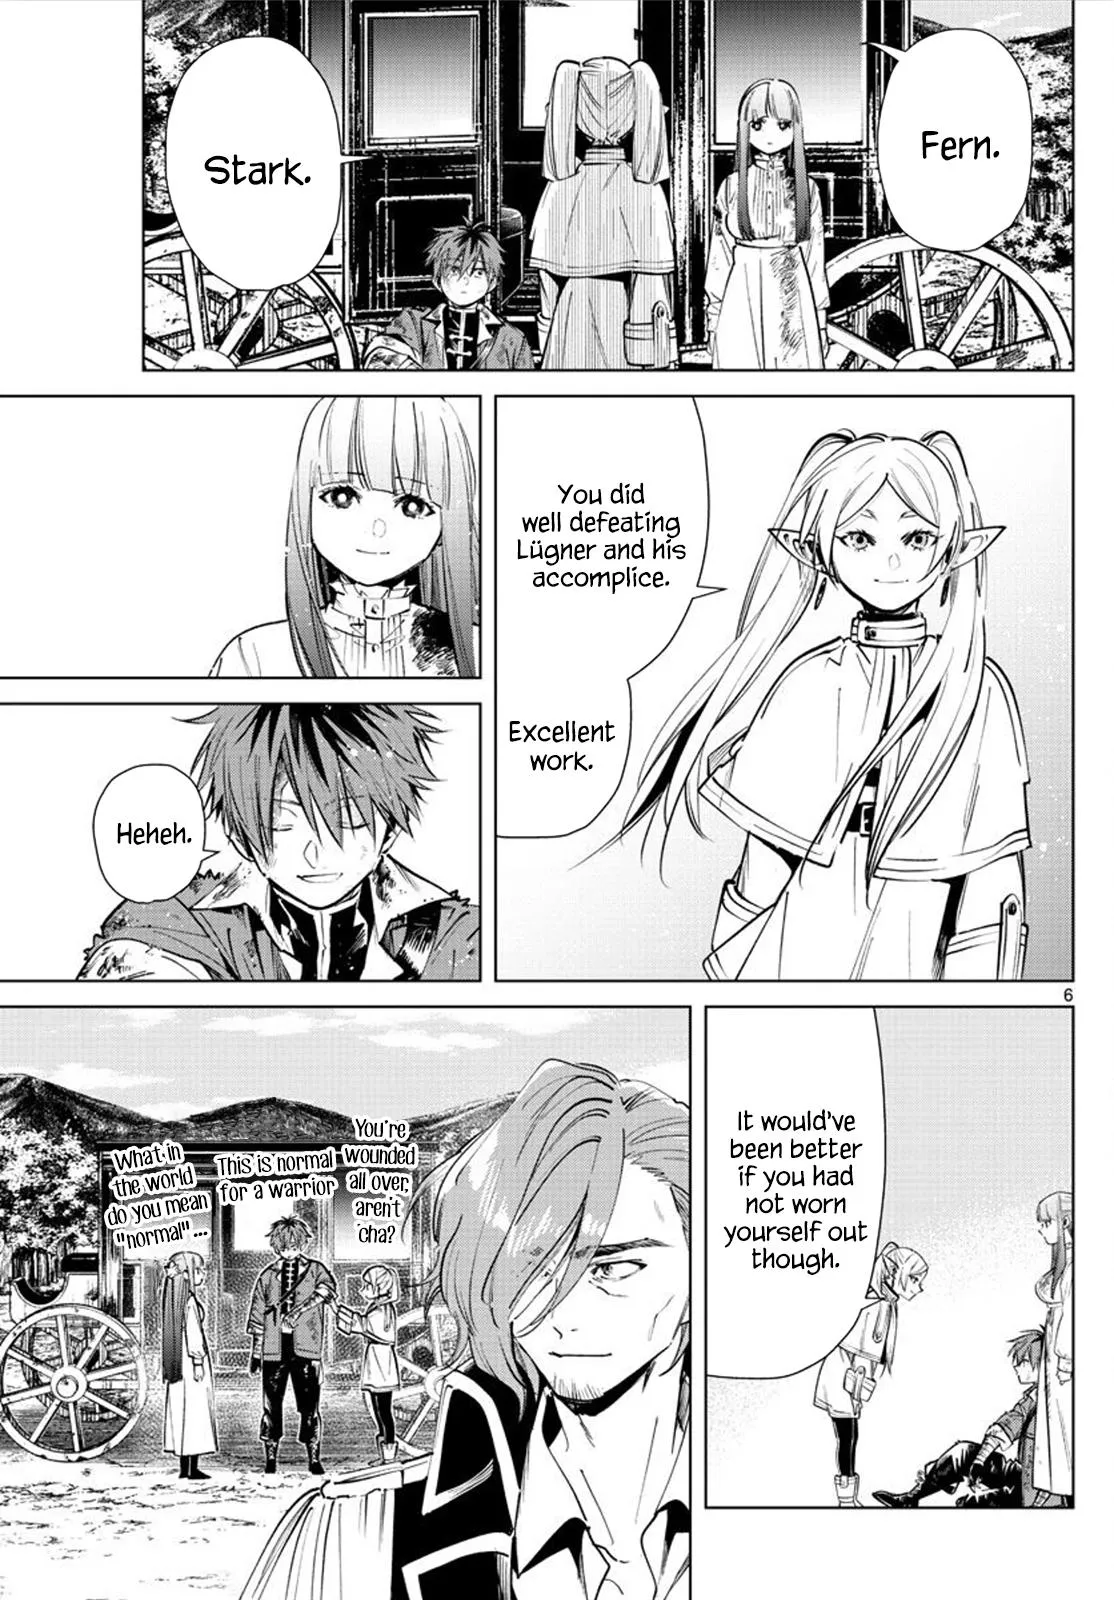 Fern.
Stark.
You did
well defeating
Lügner and his
accomplice.
Excellent
work.
Heheh.
6
It would've
been better
if you had
not worn
yourself out
though.
You're
wounded
all over,
aren't
'cha?
This is normal
for a warrior
What in
the world
do you mean
"normal" ...